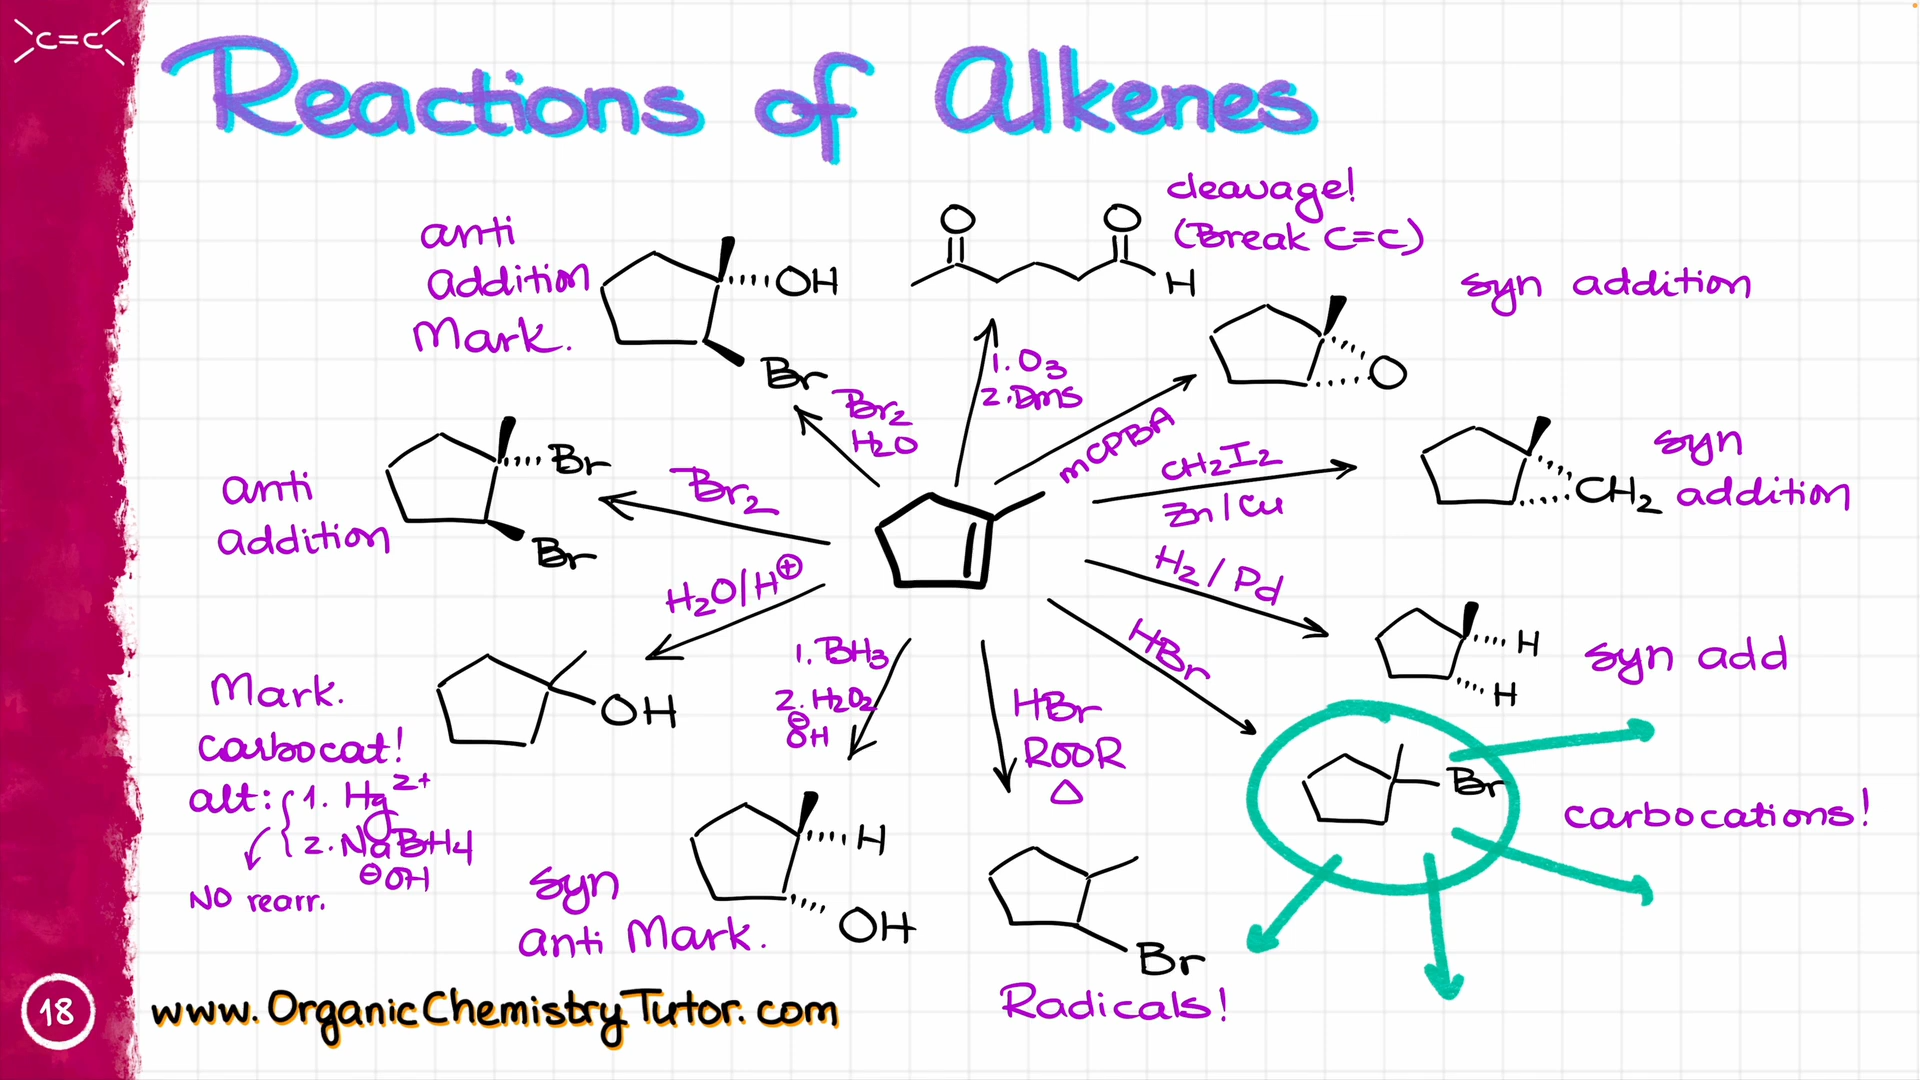 C=C
Reactions of Alkenes
anti
addition
Mark.
OH
Br
Br2
H2O
O
O
H
cleavage!
(Break C=C)
1. O3
2. DMS
syn addition
O
mCPBA
CH2I2
Zn/Cu
CH2
syn
addition
anti
addition
Br
Br
Br2
H2/Pd
H
H
syn add
H2O/H⊕
OH
Mark.
carbocat!
alt: { 1. Hg2+
2. NaBH4
⊖OH
NO rearr.
1. BH3
2. H2O2
⊖OH
H
OH
syn
anti Mark.
HBr
ROOR
Δ
Br
Radicals!
HBr
Br
carbocations!
18
www.OrganicChemistryTutor.com